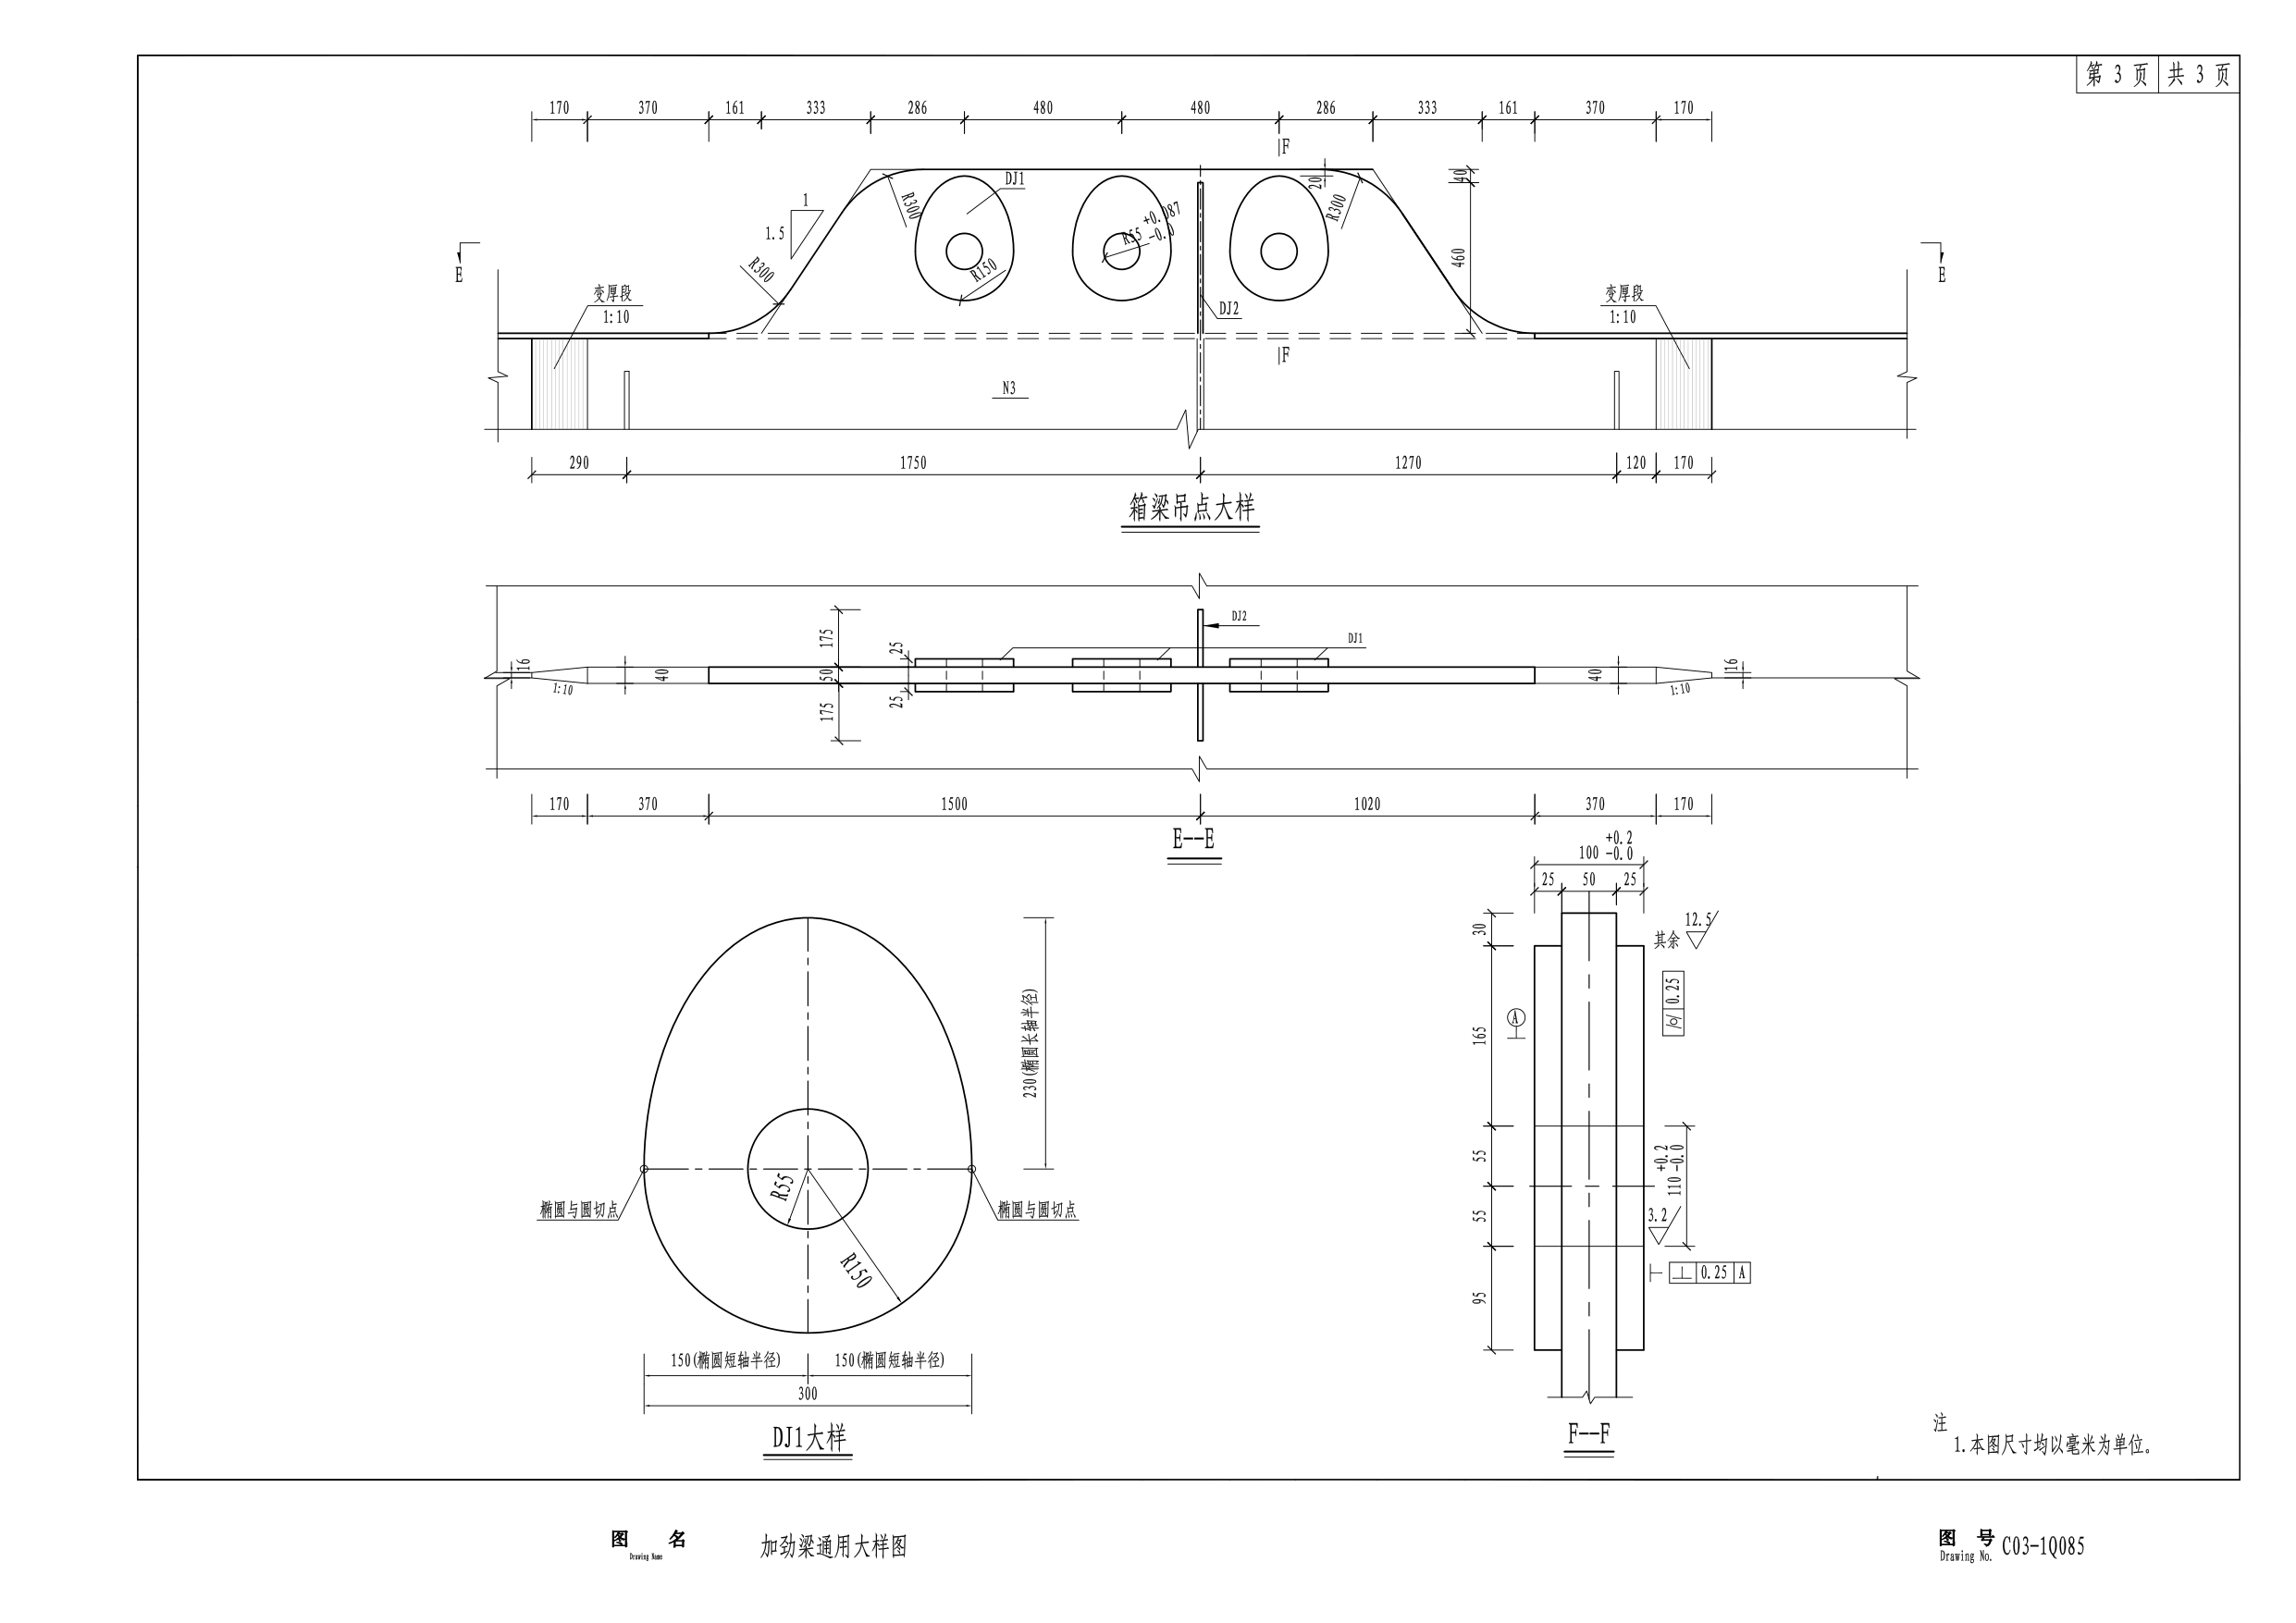 第 3 页 共 3 页
170 370 161 333 286 480 480 286 333 161 370 170
F
DJ1
40
20
R300
R300
1
1.5
R55 +0.087 -0.0
460
R300
R150
E
E
变厚段
1:10
变厚段
1:10
DJ2
F
N3
290 1750 1270 120 170
箱梁吊点大样
175
25
DJ2
DJ1
16
40
50
40
16
1:10
1:10
175
25
170 370 1500 1020 370 170
E--E
100 +0.2 -0.0
25 50 25
30
12.5
其余
0.25
A
165
230(椭圆长轴半径)
55
110 +0.2 -0.0
R55
椭圆与圆切点
椭圆与圆切点
55
3.2
R150
0.25 A
95
150(椭圆短轴半径) 150(椭圆短轴半径)
300
DJ1大样
F--F
注
1.本图尺寸均以毫米为单位。
图 名
Drawing Name
加劲梁通用大样图
图 号
Drawing No.
C03-1Q085